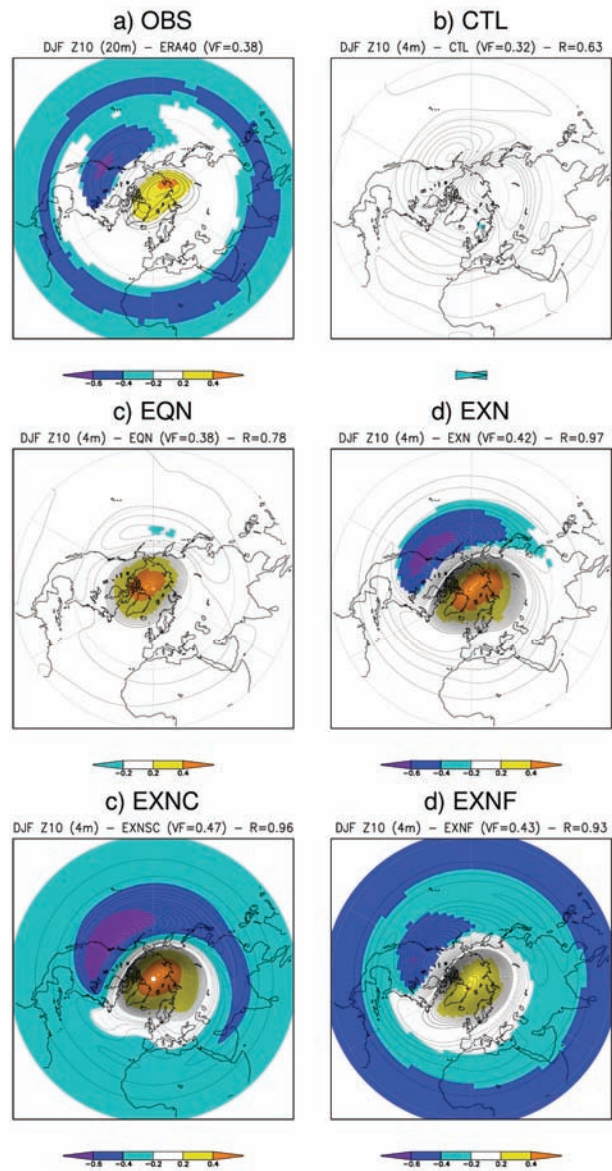 a) OBS
DJF Z10 (20m) – ERA40 (VF=0.38)
b) CTL
DJF Z10 (4m) – CTL (VF=0.32) – R=0.63
-0.6 -0.4 -0.2 0.2 0.4
c) EQN
DJF Z10 (4m) – EQN (VF=0.38) – R=0.78
d) EXN
DJF Z10 (4m) – EXN (VF=0.42) – R=0.97
-0.2 0.2 0.4
-0.6 -0.4 -0.2 0.2 0.4
c) EXNC
DJF Z10 (4m) – EXNSC (VF=0.47) – R=0.96
d) EXNF
DJF Z10 (4m) – EXNF (VF=0.43) – R=0.93
-0.6 -0.4 -0.2 0.2 0.4
-0.6 -0.4 -0.2 0.2 0.4